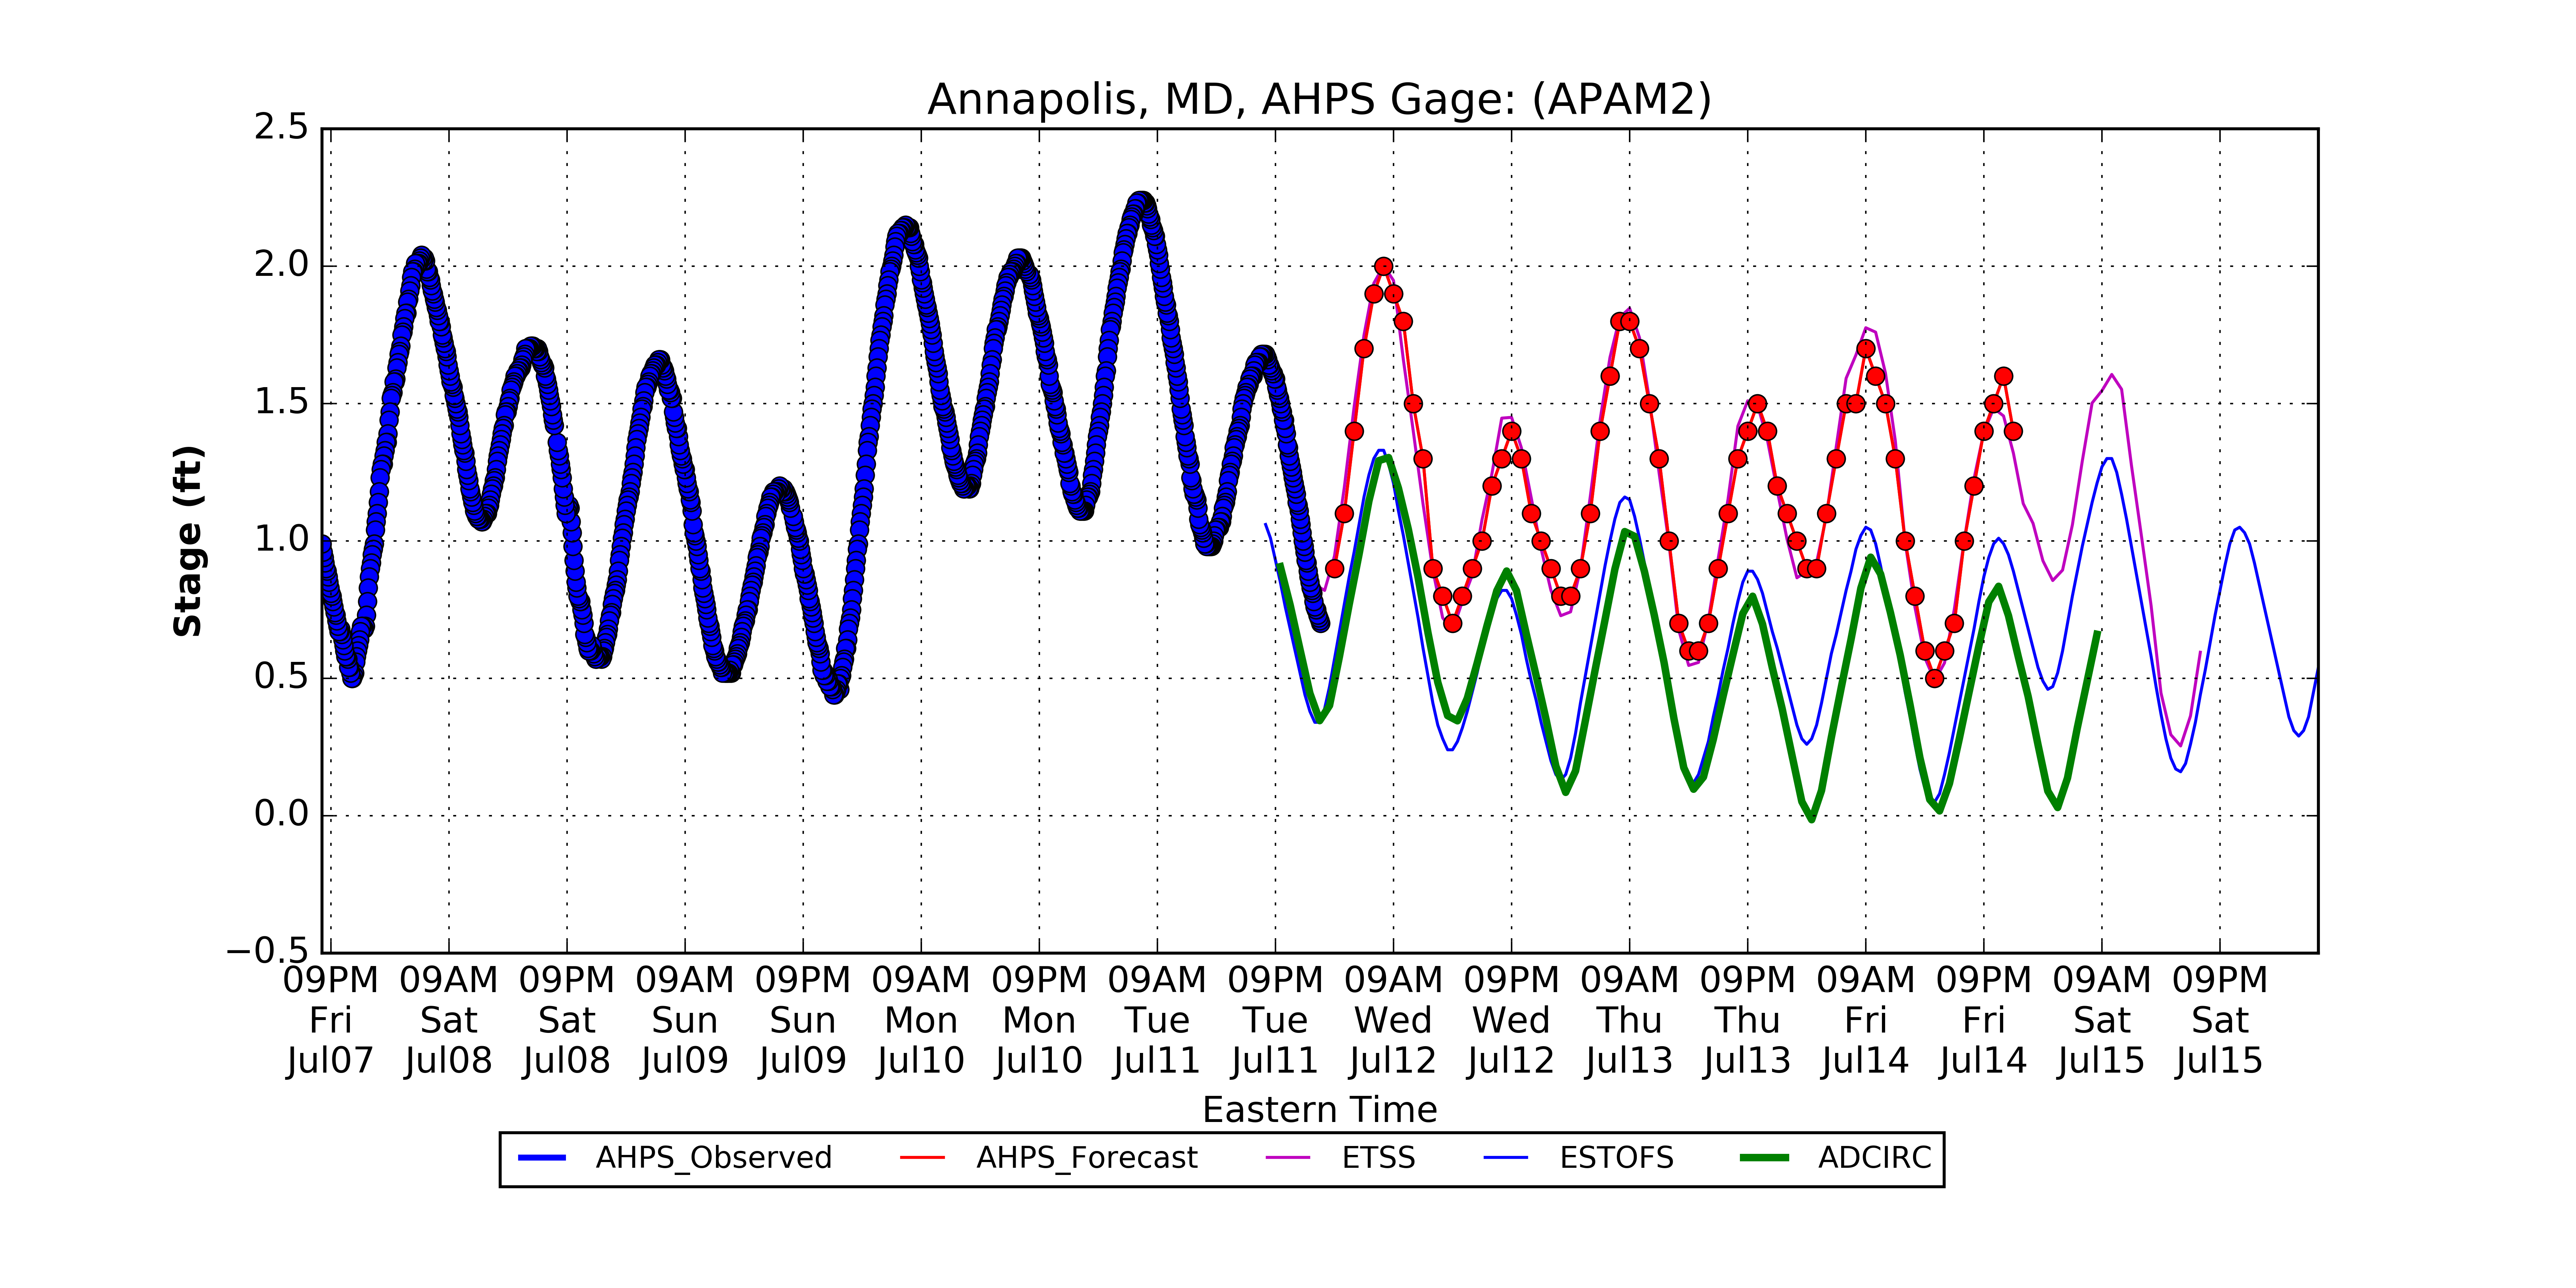 Annapolis, MD, AHPS Gage: (APAM2)
2.5
2.0
1.5
1.0
0.5
0.0
−0.5
Stage (ft)
09PM 09AM 09PM 09AM 09PM 09AM 09PM 09AM 09PM 09AM 09PM 09AM 09PM 09AM 09PM 09AM 09PM
Fri Sat Sat Sun Sun Mon Mon Tue Tue Wed Wed Thu Thu Fri Fri Sat Sat
Jul07 Jul08 Jul08 Jul09 Jul09 Jul10 Jul10 Jul11 Jul11 Jul12 Jul12 Jul13 Jul13 Jul14 Jul14 Jul15 Jul15
Eastern Time
AHPS_Observed AHPS_Forecast ETSS ESTOFS ADCIRC